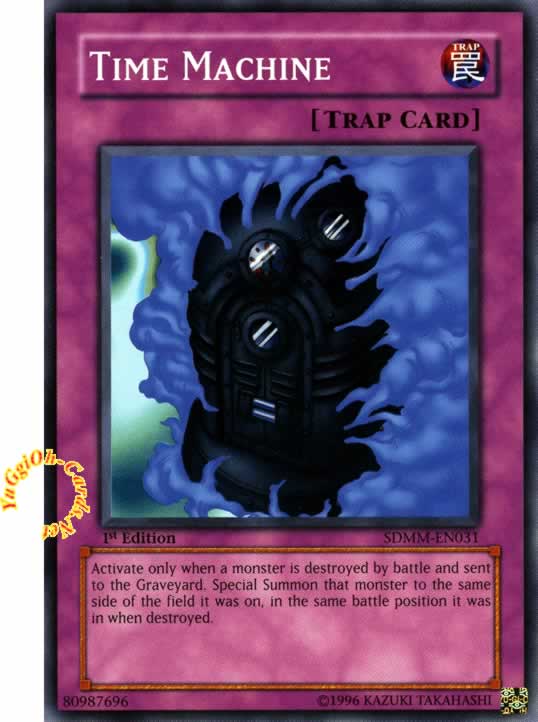 TIME MACHINE
TRAP
罠
[TRAP CARD]
YuGgiOh-Cards.Net
1st Edition
SDMM-EN031
Activate only when a monster is destroyed by battle and sent
to the Graveyard. Special Summon that monster to the same
side of the field it was on, in the same battle position it was
in when destroyed.
80987696
©1996 KAZUKI TAKAHASHI